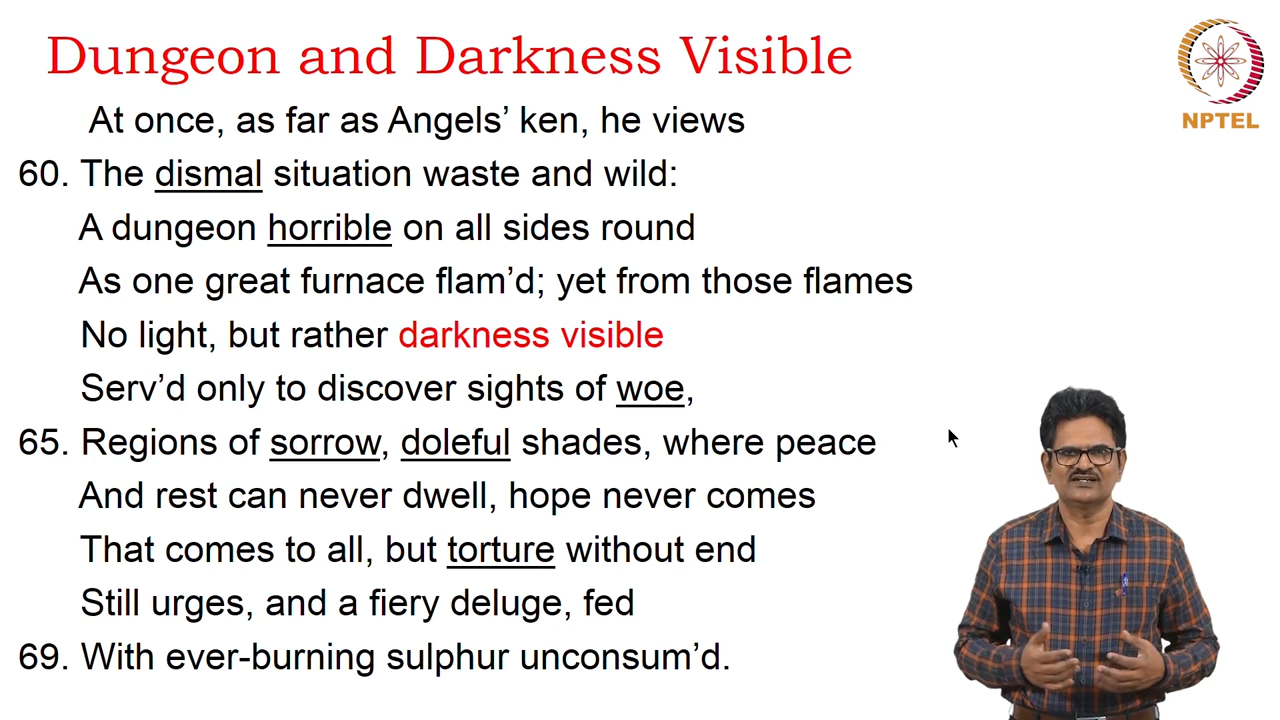 Dungeon and Darkness Visible
NPTEL
At once, as far as Angels’ ken, he views
60. The dismal situation waste and wild:
A dungeon horrible on all sides round
As one great furnace flam’d; yet from those flames
No light, but rather darkness visible
Serv’d only to discover sights of woe,
65. Regions of sorrow, doleful shades, where peace
And rest can never dwell, hope never comes
That comes to all, but torture without end
Still urges, and a fiery deluge, fed
69. With ever-burning sulphur unconsum’d.